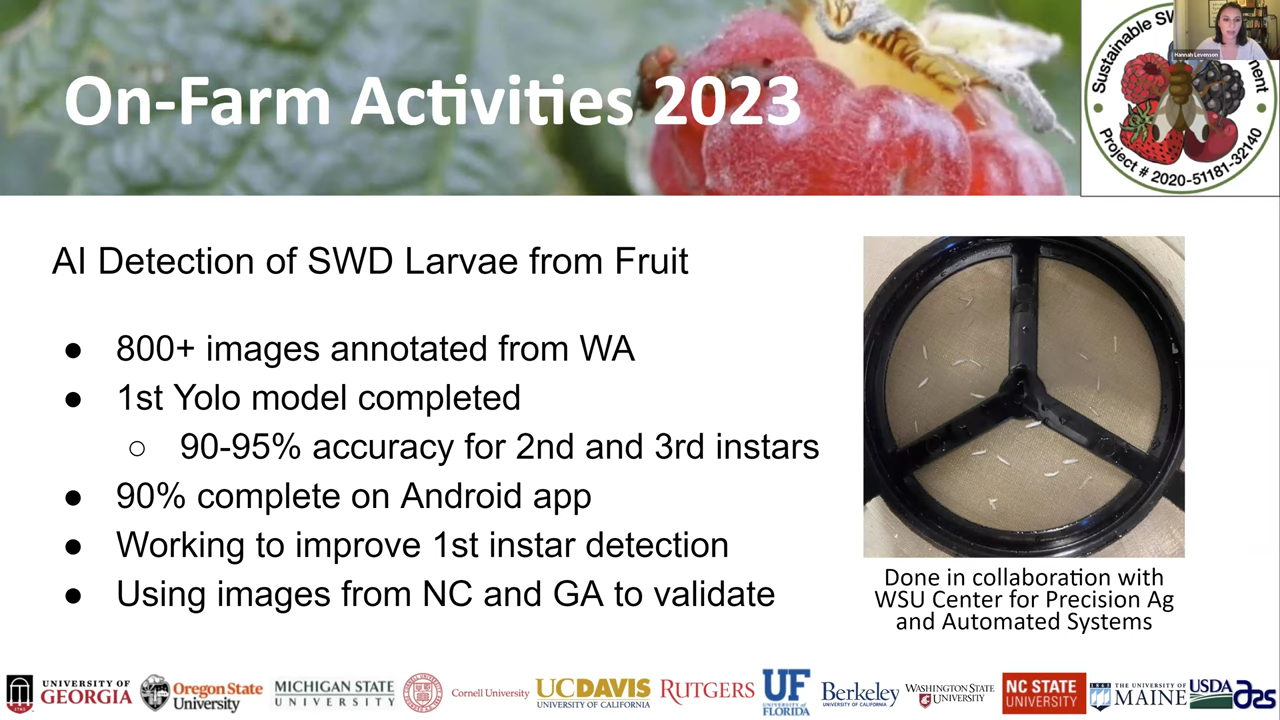 On-Farm Activities 2023
Sustainable SW
nent
Project # 2020-51181-32140
Hannah Levenson
AI Detection of SWD Larvae from Fruit
● 800+ images annotated from WA
● 1st Yolo model completed
○ 90-95% accuracy for 2nd and 3rd instars
● 90% complete on Android app
● Working to improve 1st instar detection
● Using images from NC and GA to validate
Done in collaboration with
WSU Center for Precision Ag
and Automated Systems
UNIVERSITY OF
GEORGIA
1785
Oregon State
University
MICHIGAN STATE
UNIVERSITY
Cornell University
UCDAVIS
UNIVERSITY OF CALIFORNIA
RUTGERS
UF
UNIVERSITY of
FLORIDA
Berkeley
UNIVERSITY OF CALIFORNIA
WASHINGTON STATE
UNIVERSITY
NC STATE
UNIVERSITY
1865
THE UNIVERSITY OF
MAINE
USDA
ars